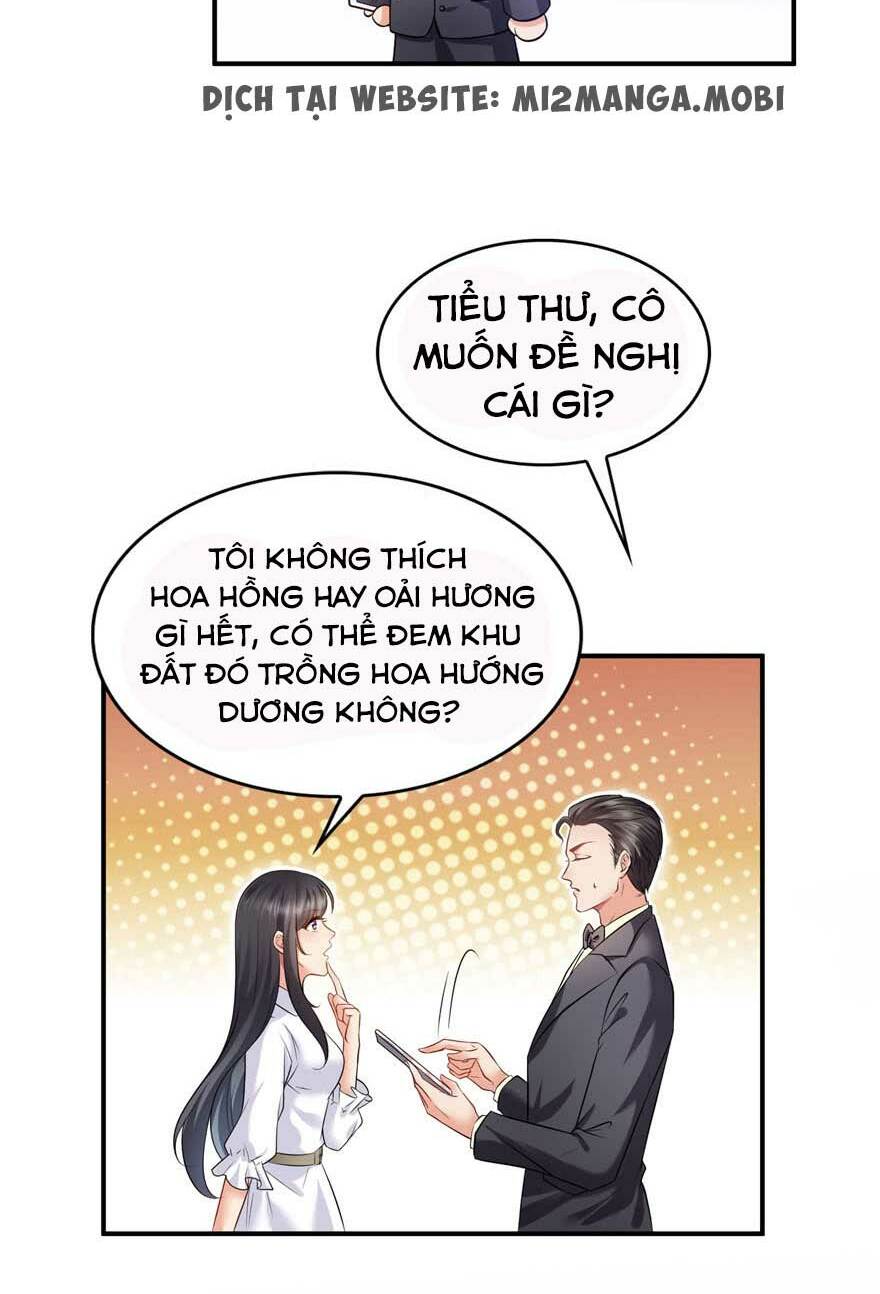 DỊCH TẠI WEBSITE: MI2MANGA.MOBI
TIỂU THƯ, CÔ
MUỐN ĐỀ NGHỊ
CÁI GÌ?
TÔI KHÔNG THÍCH
HOA HỒNG HAY OẢI HƯƠNG
GÌ HẾT, CÓ THỂ ĐEM KHU
ĐẤT ĐÓ TRỒNG HOA HƯỚNG
DƯƠNG KHÔNG?